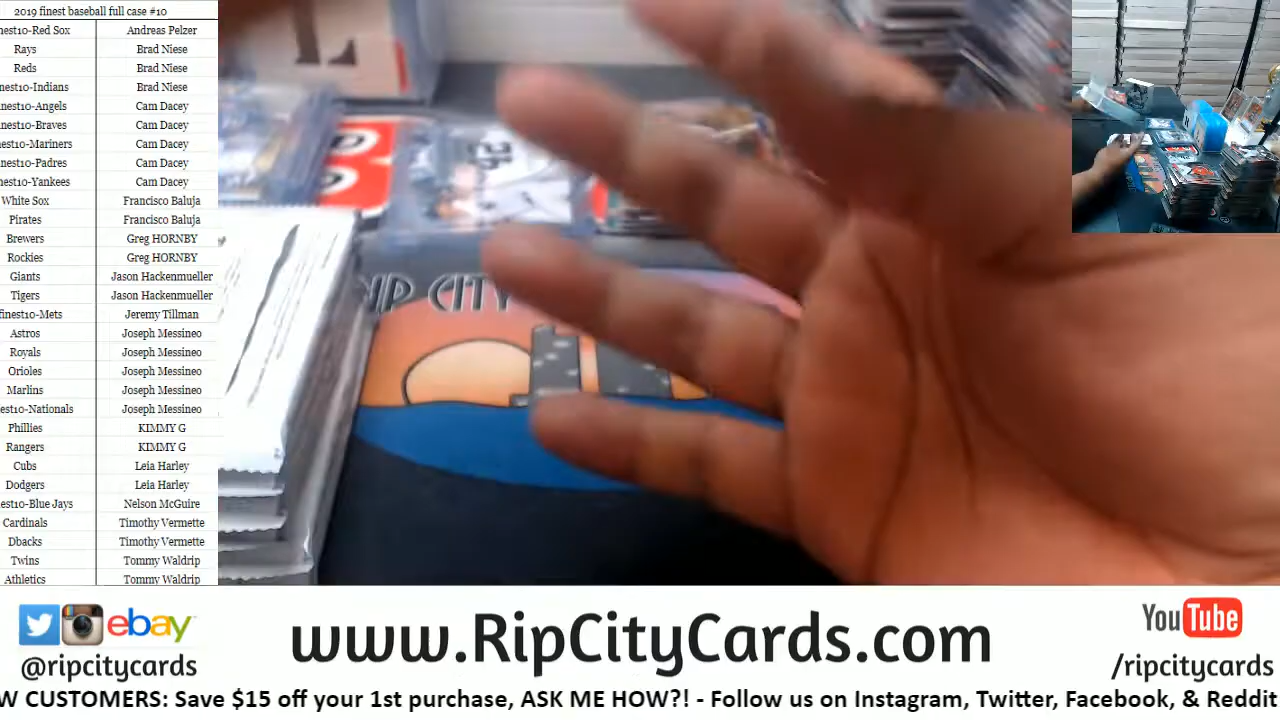 2019 finest baseball full case #10
nest10-Red Sox Andreas Pelzer
Rays Brad Niese
Reds Brad Niese
nest10-Indians Brad Niese
nest10-Angels Cam Dacey
nest10-Braves Cam Dacey
nest10-Mariners Cam Dacey
nest10-Padres Cam Dacey
nest10-Yankees Cam Dacey
White Sox Francisco Baluja
Pirates Francisco Baluja
Brewers Greg HORNBY
Rockies Greg HORNBY
Giants Jason Hackenmueller
Tigers Jason Hackenmueller
finest10-Mets Jeremy Tillman
Astros Joseph Messineo
Royals Joseph Messineo
Orioles Joseph Messineo
Marlins Joseph Messineo
est10-Nationals Joseph Messineo
Phillies KIMMY G
Rangers KIMMY G
Cubs Leia Harley
Dodgers Leia Harley
est10-Blue Jays Nelson McGuire
Cardinals Timothy Vermette
Dbacks Timothy Vermette
Twins Tommy Waldrip
Athletics Tommy Waldrip
RIP CITY
ebay
@ripcitycards
www.RipCityCards.com
YouTube
/ripcitycards
W CUSTOMERS: Save $15 off your 1st purchase, ASK ME HOW?! - Follow us on Instagram, Twitter, Facebook, & Reddit